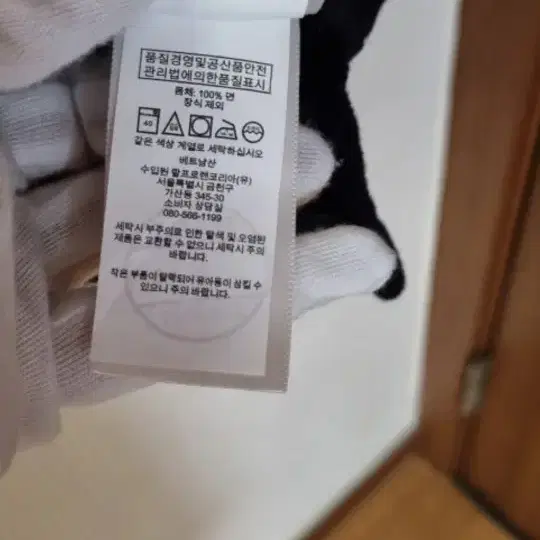 품질경영및공산품안전
관리법에의한품질표시
몸체: 100% 면
장식 제외
40
같은 색상 계열로 세탁하십시오
베트남산
수입원 랄프로렌코리아(유)
서울특별시 금천구
가산동 345-30
소비자 상담실
080-566-1199
세탁시 부주의로 인한 탈색 및 오염된
제품은 교환할 수 없으니 세탁시 주의
바랍니다.
작은 부품이 탈락되어 유아동이 삼킬 수
있으니 주의 바랍니다.